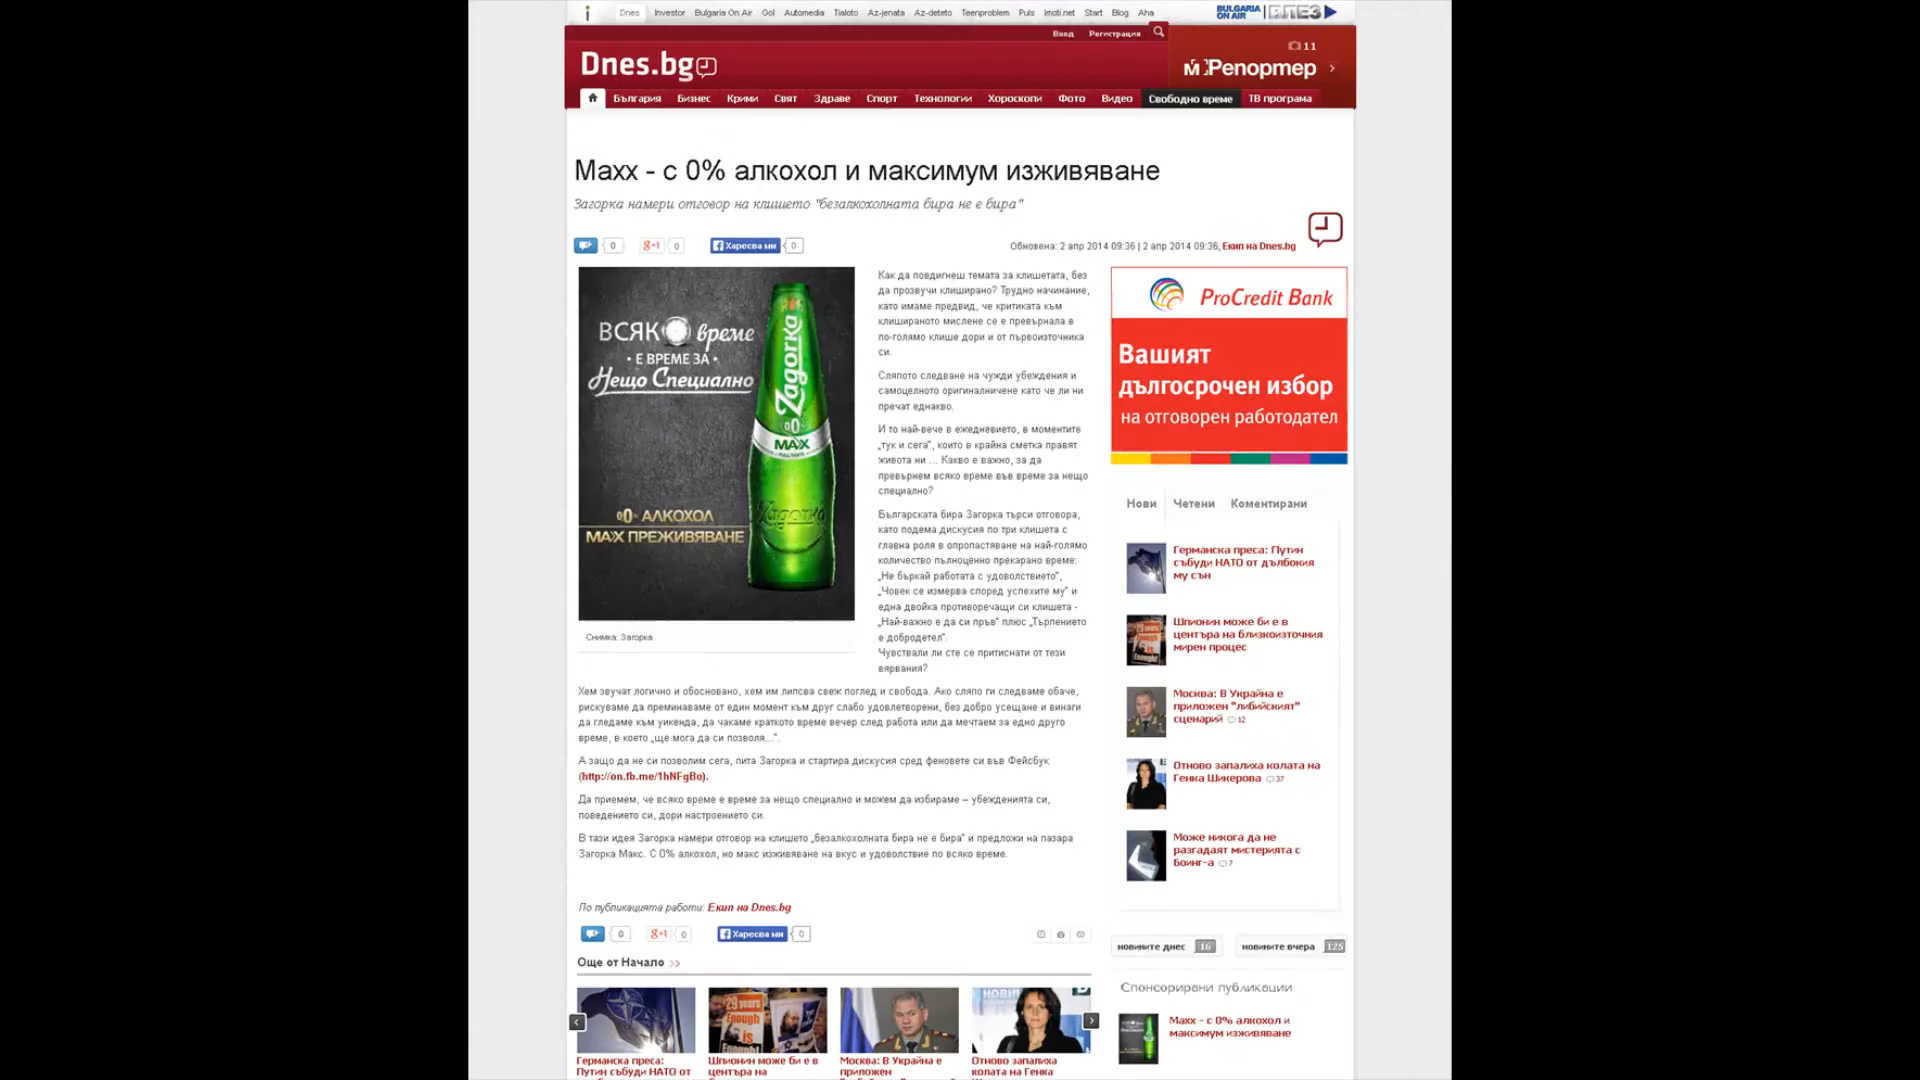 Dnes Investor Bulgaria On Air Gol Automedia Tialoto Az-jenata Az-deteto Teenproblem Puls Imoti.net Start Blog Aha
BULGARIA ON AIR
Вход Регистрация
11
Dnes.bg
Репортер
България Бизнес Крими Свят Здраве Спорт Технологии Хороскопи Фото Видео Свободно време ТВ програма
Maxx - с 0% алкохол и максимум изживяване
Загорка намери отговор на клишето "безалкохолната бира не е бира"
0 g+1 0 Харесва ми 0
Обновена: 2 апр 2014 09:36 | 2 апр 2014 09:36, Екип на Dnes.bg
ВСЯКО време
• Е ВРЕМЕ ЗА •
Нещо Специално
Zagorka
MAXX
Zagorka
АЛКОХОЛ
MAXX ПРЕЖИВЯВАНЕ
Снимка: Загорка
Как да повдигнеш темата за клишетата, без
да прозвучи клиширано? Трудно начинание,
като имаме предвид, че критиката към
клишираното мислене се е превърнала в
по-голямо клише дори и от първоизточника
си.
Сляпото следване на чужди убеждения и
самоцелното оригиналничене като че ли ни
пречат еднакво.
И то най-вече в ежедневието, в моментите
„тук и сега“, които в крайна сметка правят
живота ни ... Какво е важно, за да
превърнем всяко време във време за нещо
специално?
Българската бира Загорка търси отговора,
като подема дискусия по три клишета с
главна роля в опропастяване на най-голямо
количество пълноценно прекарано време:
„Не бъркай работата с удоволствието“,
„Човек се измерва според успехите му“ и
една двойка противоречащи си клишета -
„Най-важно е да си пръв“ плюс „Търпението
е добродетел“.
Чувствали ли сте се притиснати от тези
вярвания?
Хем звучат логично и обосновано, хем им липсва свеж поглед и свобода. Ако сляпо ги следваме обаче,
рискуваме да преминаваме от един момент към друг слабо удовлетворени, без добро усещане и винаги
да гледаме към уикенда, да чакаме краткото време вечер след работа или да мечтаем за едно друго
време, в което „ще мога да си позволя...“.
А защо да не си позволим сега, пита Загорка и стартира дискусия сред феновете си във Фейсбук
(http://on.fb.me/1hNFgBo).
Да приемем, че всяко време е време за нещо специално и можем да избираме – убежденията си,
поведението си, дори настроението си.
В тази идея Загорка намери отговор на клишето „безалкохолната бира не е бира“ и предложи на пазара
Загорка Макс. С 0% алкохол, но макс изживяване на вкус и удоволствие по всяко време.
По публикацията работи: Екип на Dnes.bg
0 g+1 0 Харесва ми 0
Още от Начало >>
Германска преса:
Путин събуди НАТО от
Шпионин може би е в
центъра на
Москва: В Украйна е
приложен
Отново запалиха
колата на Генка
ProCredit Bank
Вашият
дългосрочен избор
на отговорен работодател
Нови Четени Коментирани
Германска преса: Путин
събуди НАТО от дълбокия
му сън
Шпионин може би е в
центъра на близкоизточния
мирен процес
Москва: В Украйна е
приложен "либийският"
сценарий 12
Отново запалиха колата на
Генка Шикерова 37
Може никога да не
разгадаят мистерията с
Боинг-а 7
новините днес 16 новините вчера 125
Спонсорирани публикации
Maxx - с 0% алкохол и
максимум изживяване